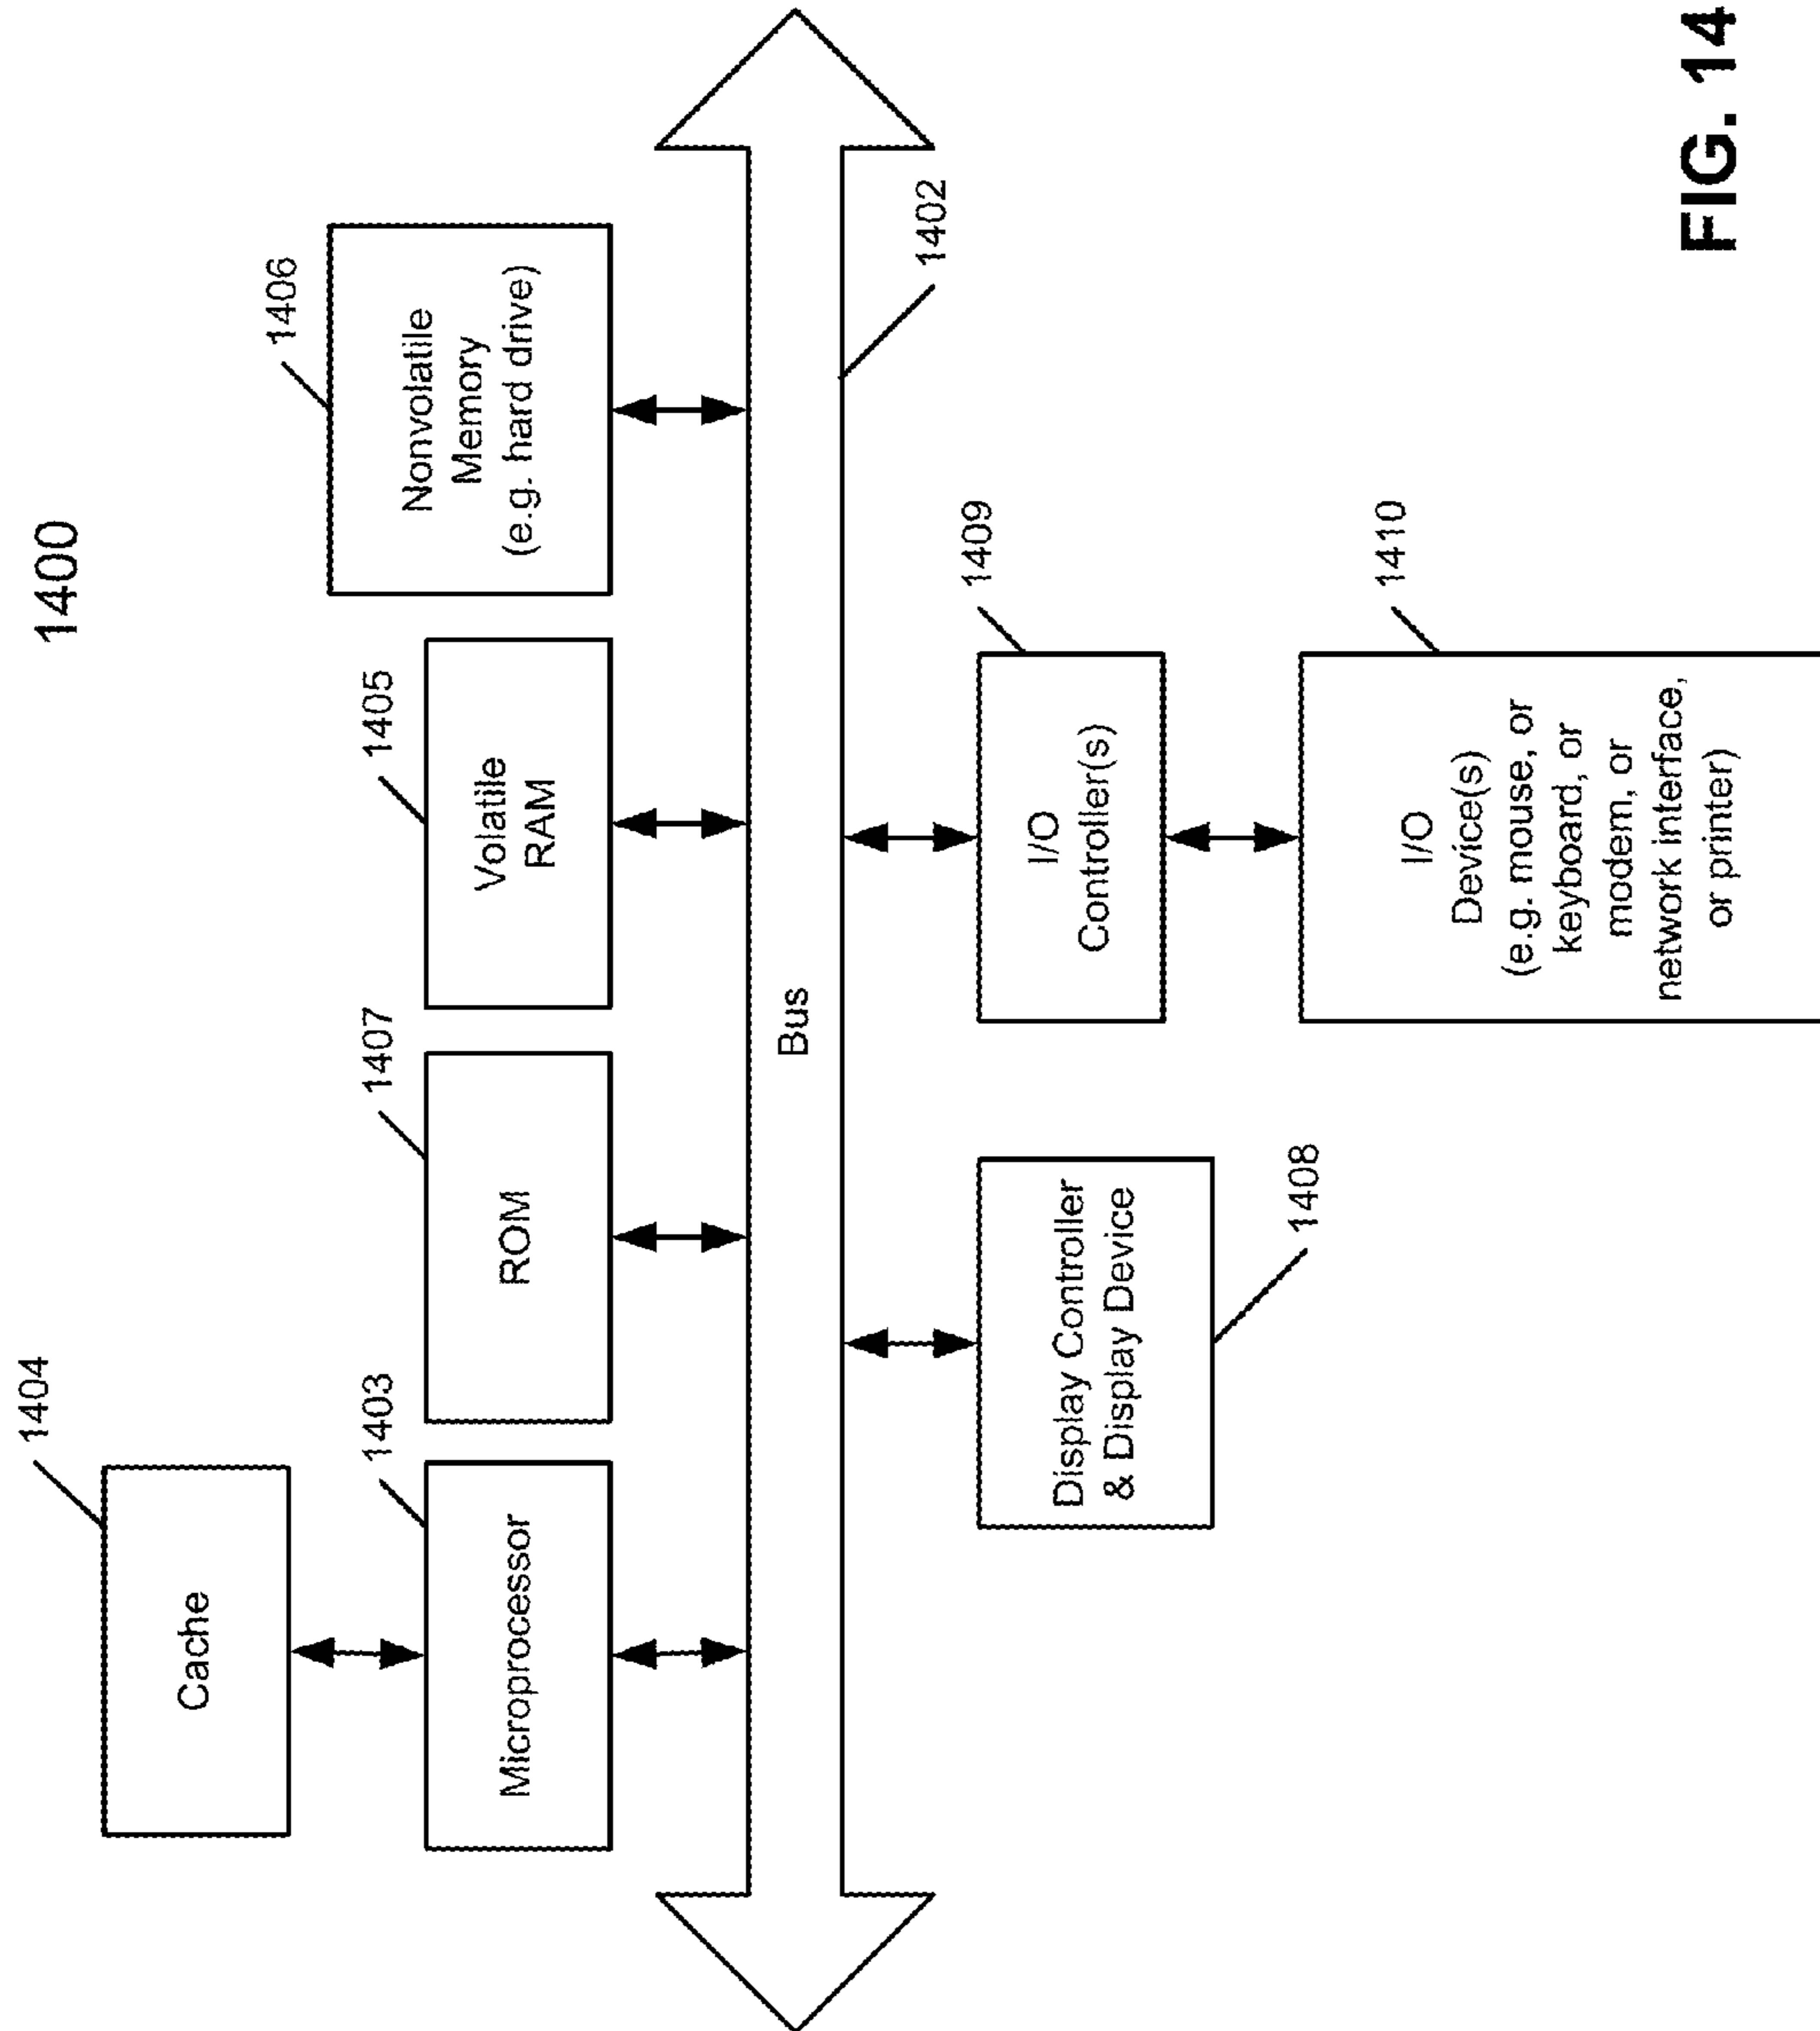 1400
1404
Cache
1403
Microprocessor
1407
ROM
1405
Volatile
RAM
1406
Nonvolatile
Memory
(e.g. hard drive)
Bus
1402
Display Controller
& Display Device
1408
1409
I/O
Controller(s)
1410
I/O
Device(s)
(e.g. mouse, or
keyboard, or
modem, or
network interface,
or printer)
FIG. 14